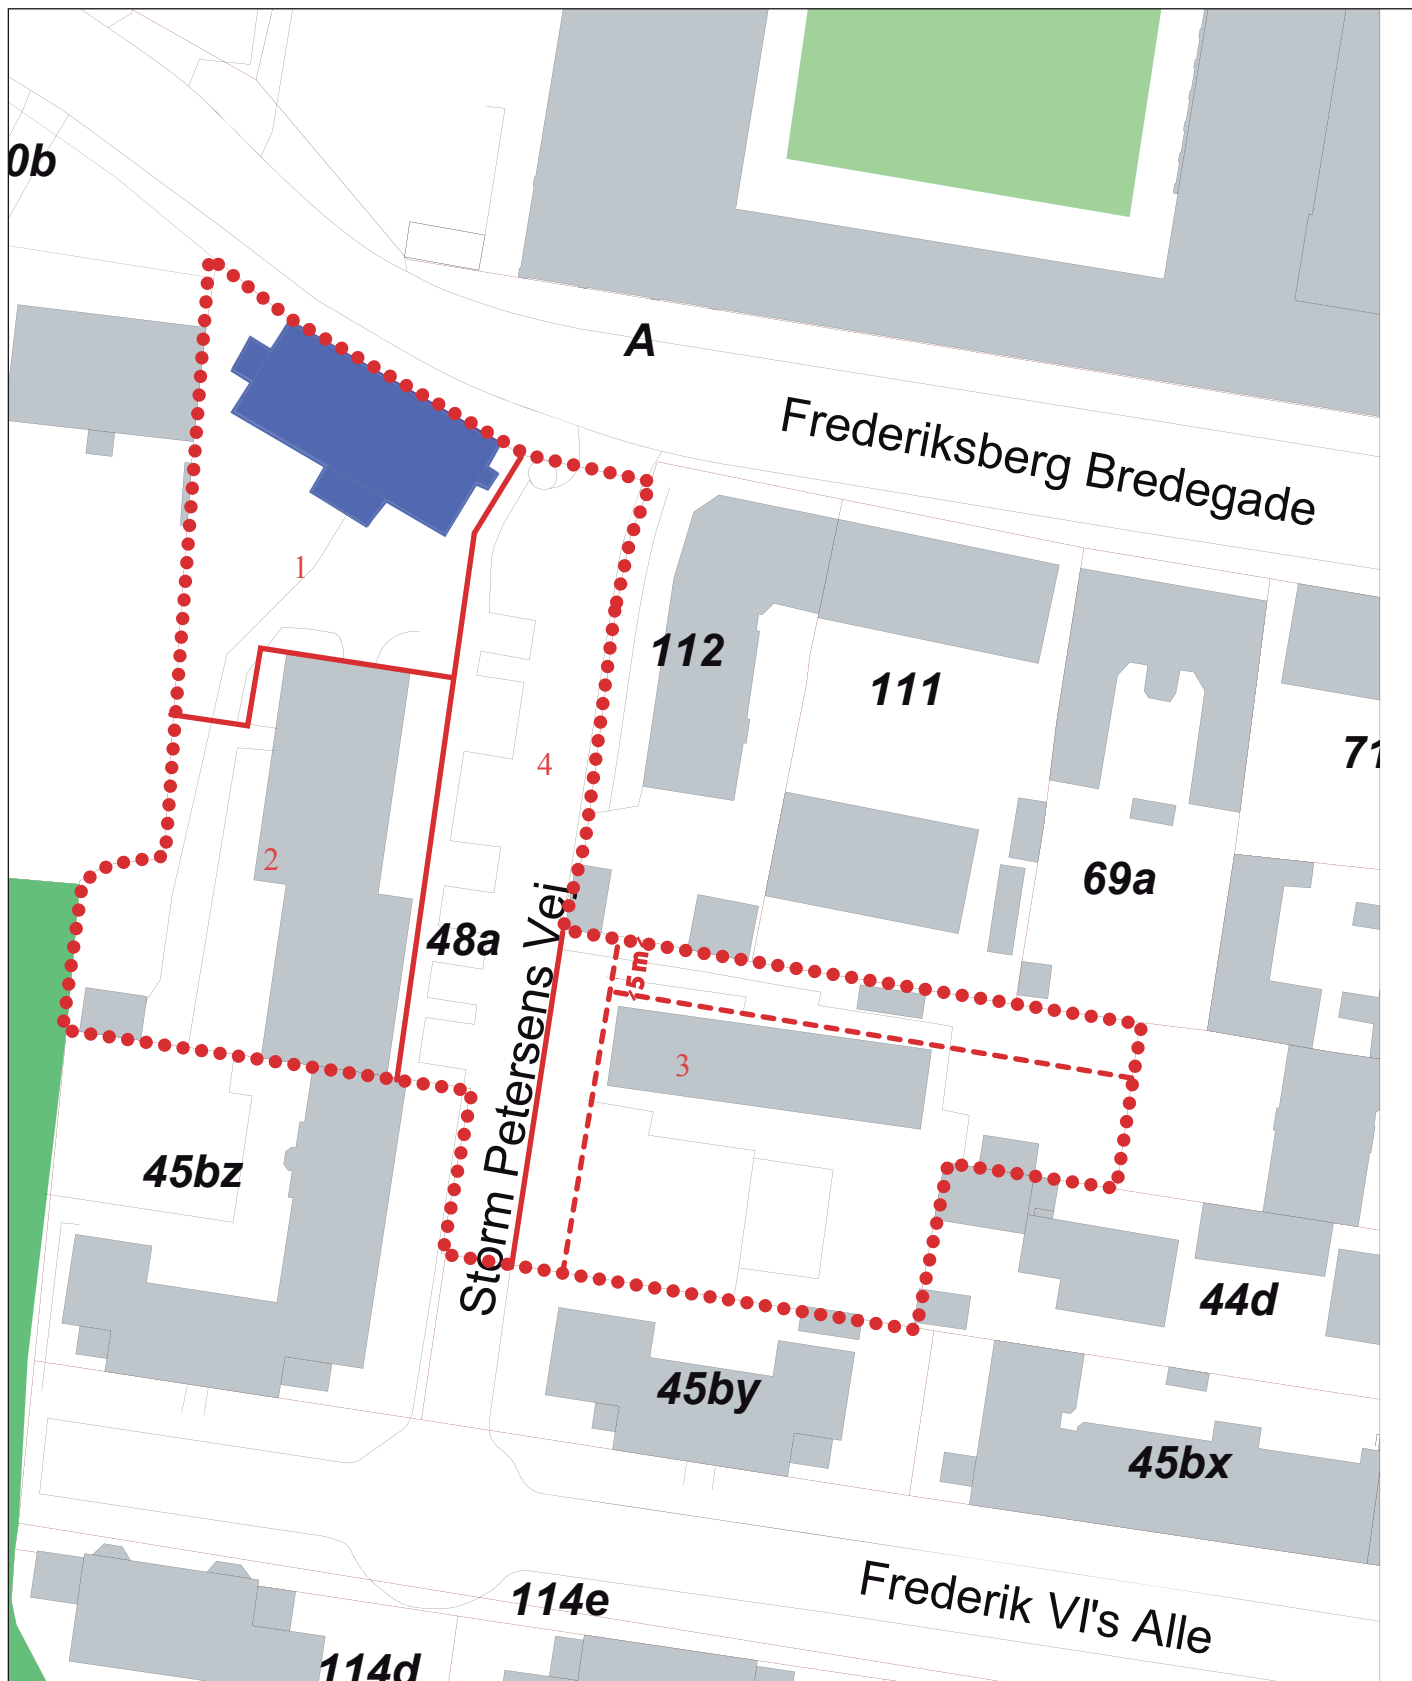 0b
A
Frederiksberg Bredegade
1
112
111
4
71
2
69a
48a
Storm Petersens Vej
5m
3
45bz
44d
45by
45bx
Frederik VI's Alle
114e
114d